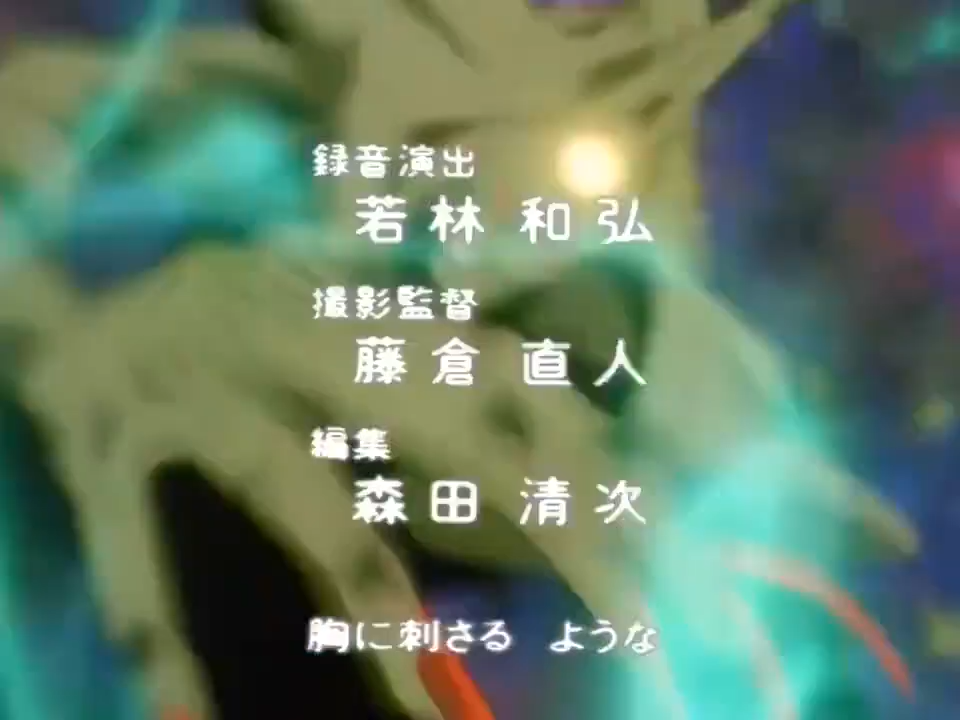 録音演出
若林 和弘
撮影監督
藤倉 直人
編集
森田 清次
胸に刺さる ような